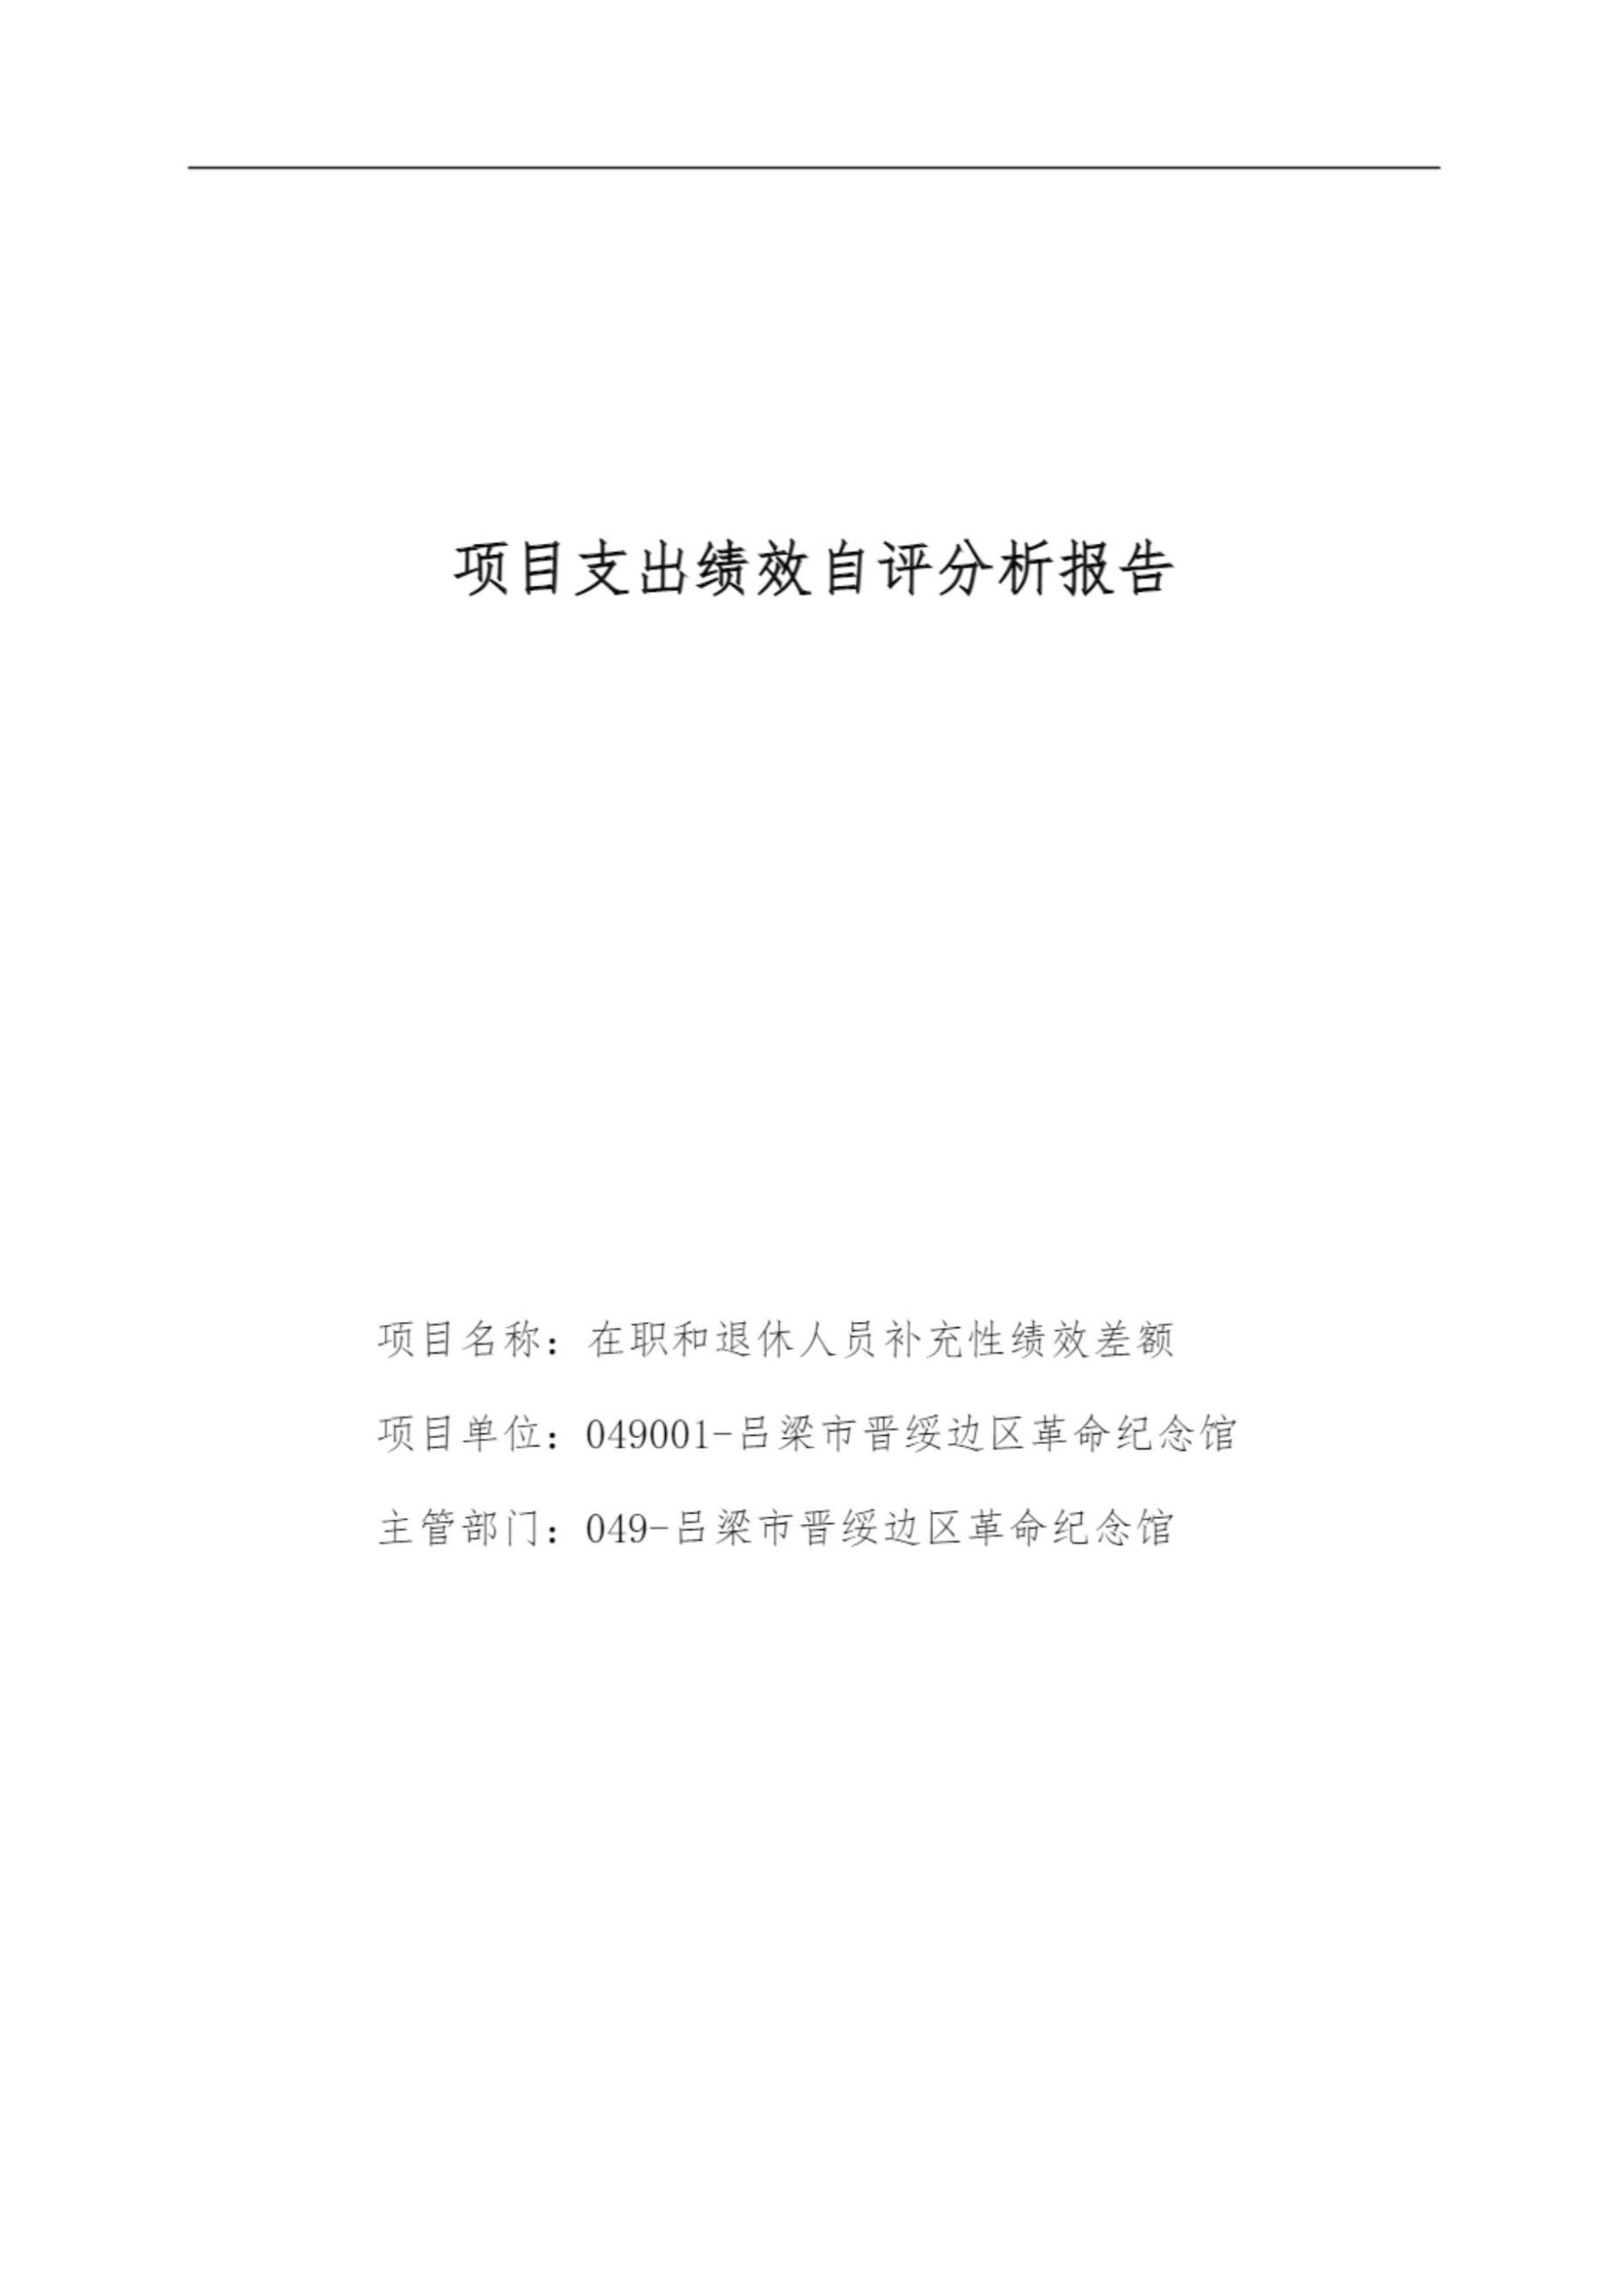 项目支出绩效自评分析报告
项目名称：在职和退休人员补充性绩效差额
项目单位：049001-吕梁市晋绥边区革命纪念馆
主管部门：049-吕梁市晋绥边区革命纪念馆